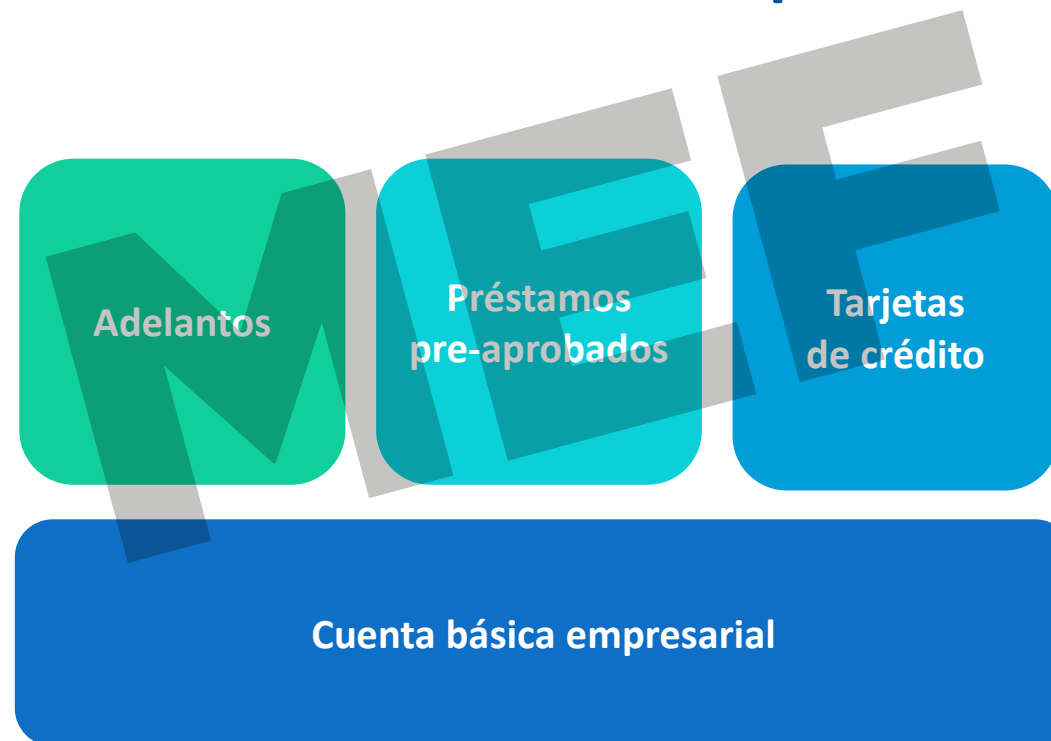 Adelantos
Préstamos
pre-aprobados
Tarjetas
de crédito
Cuenta básica empresarial
MEF